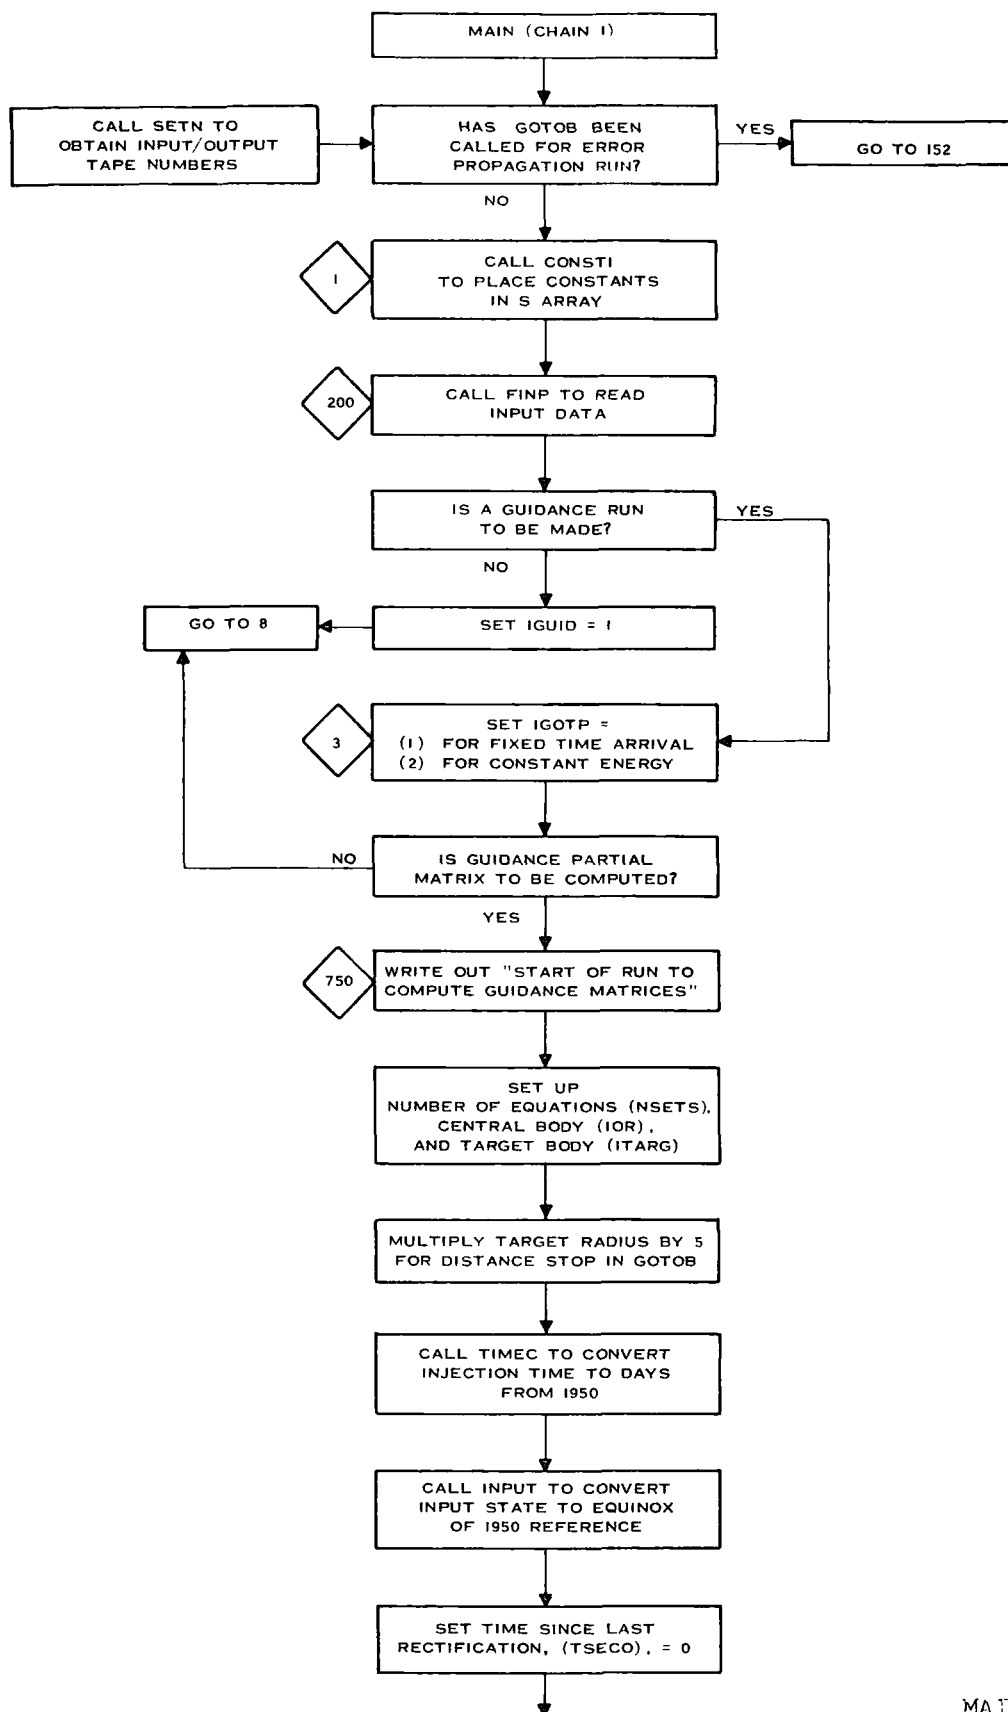 MAIN (CHAIN 1)
CALL SETN TO
OBTAIN INPUT/OUTPUT
TAPE NUMBERS
HAS GOTOB BEEN
CALLED FOR ERROR
PROPAGATION RUN?
YES
GO TO 152
NO
1
CALL CONST1
TO PLACE CONSTANTS
IN S ARRAY
200
CALL FINP TO READ
INPUT DATA
IS A GUIDANCE RUN
TO BE MADE?
YES
NO
GO TO 8
SET IGUID = 1
3
SET IGOTP =
(1) FOR FIXED TIME ARRIVAL
(2) FOR CONSTANT ENERGY
NO
IS GUIDANCE PARTIAL
MATRIX TO BE COMPUTED?
YES
750
WRITE OUT "START OF RUN TO
COMPUTE GUIDANCE MATRICES"
SET UP
NUMBER OF EQUATIONS (NSETS),
CENTRAL BODY (IOR),
AND TARGET BODY (ITARG)
MULTIPLY TARGET RADIUS BY 5
FOR DISTANCE STOP IN GOTOB
CALL TIMEC TO CONVERT
INJECTION TIME TO DAYS
FROM 1950
CALL INPUT TO CONVERT
INPUT STATE TO EQUINOX
OF 1950 REFERENCE
SET TIME SINCE LAST
RECTIFICATION, (TSECO), = 0